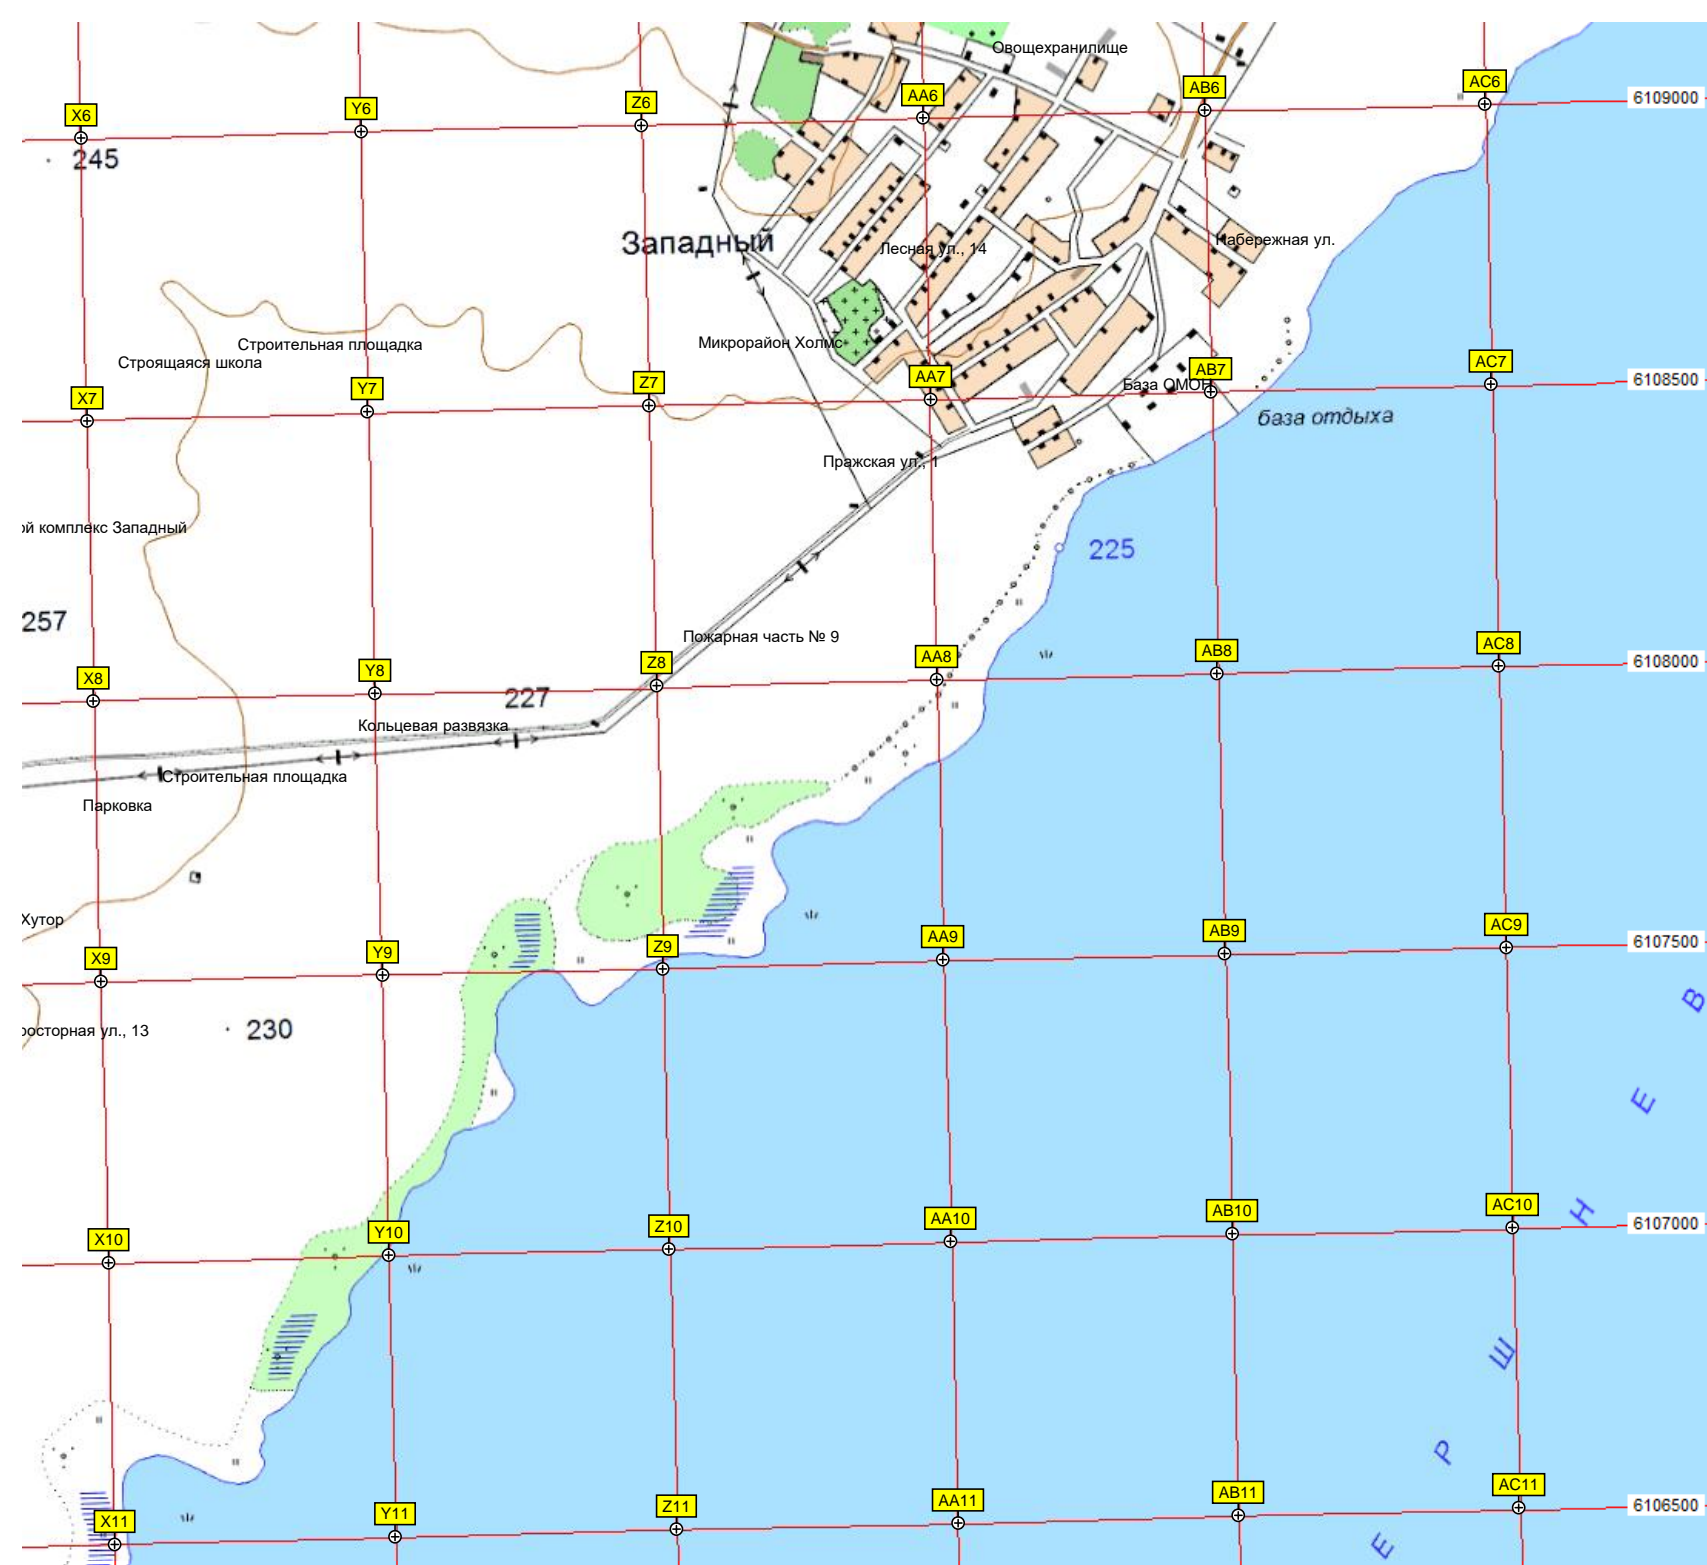 Овощехранилище
X6
Y6
Z6
AA6
AB6
AC6
6109000
245
Западный
Лесная ул., 14
Набережная ул.
Микрорайон Холмс
Строительная площадка
Строящаяся школа
X7
Y7
Z7
AA7
База ОМОН
AB7
AC7
6108500
база отдыха
Пражская ул., 1
ой комплекс Западный
225
257
Пожарная часть № 9
X8
Y8
Z8
AA8
AB8
AC8
6108000
227
Кольцевая развязка
Строительная площадка
Парковка
Хутор
X9
Y9
Z9
AA9
AB9
AC9
6107500
росторная ул., 13
230
В
Е
Н
X10
Y10
Z10
AA10
AB10
AC10
6107000
Ш
Р
Е
X11
Y11
Z11
AA11
AB11
AC11
6106500